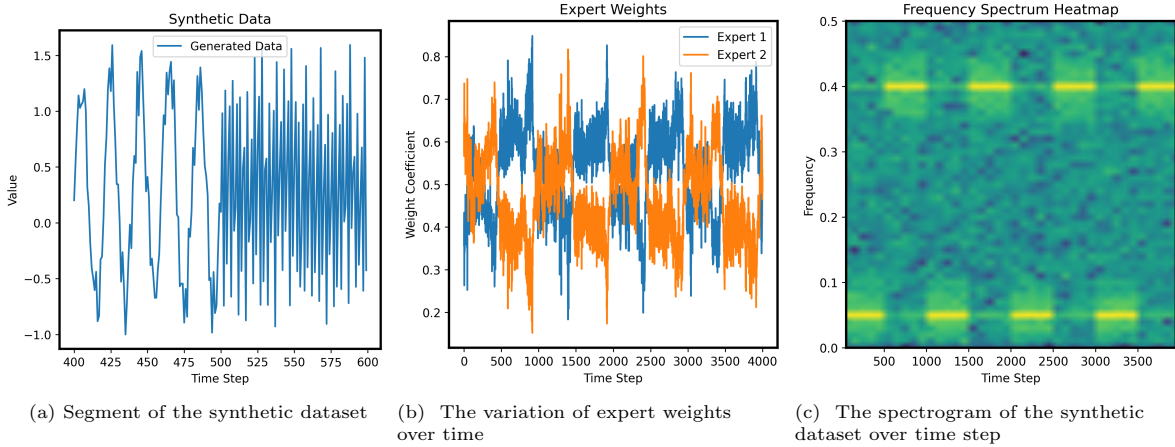 Synthetic Data
Generated Data
1.5
1.0
0.5
0.0
−0.5
−1.0
Value
400
425
450
475
500
525
550
575
600
Time Step
(a) Segment of the synthetic dataset
Expert Weights
Expert 1
Expert 2
0.8
0.7
0.6
0.5
0.4
0.3
0.2
Weight Coefficient
0
500
1000
1500
2000
2500
3000
3500
4000
Time Step
(b) The variation of expert weights
over time
Frequency Spectrum Heatmap
0.5
0.4
0.3
0.2
0.1
0.0
Frequency
500
1000
1500
2000
2500
3000
3500
Time Step
(c) The spectrogram of the synthetic
dataset over time step